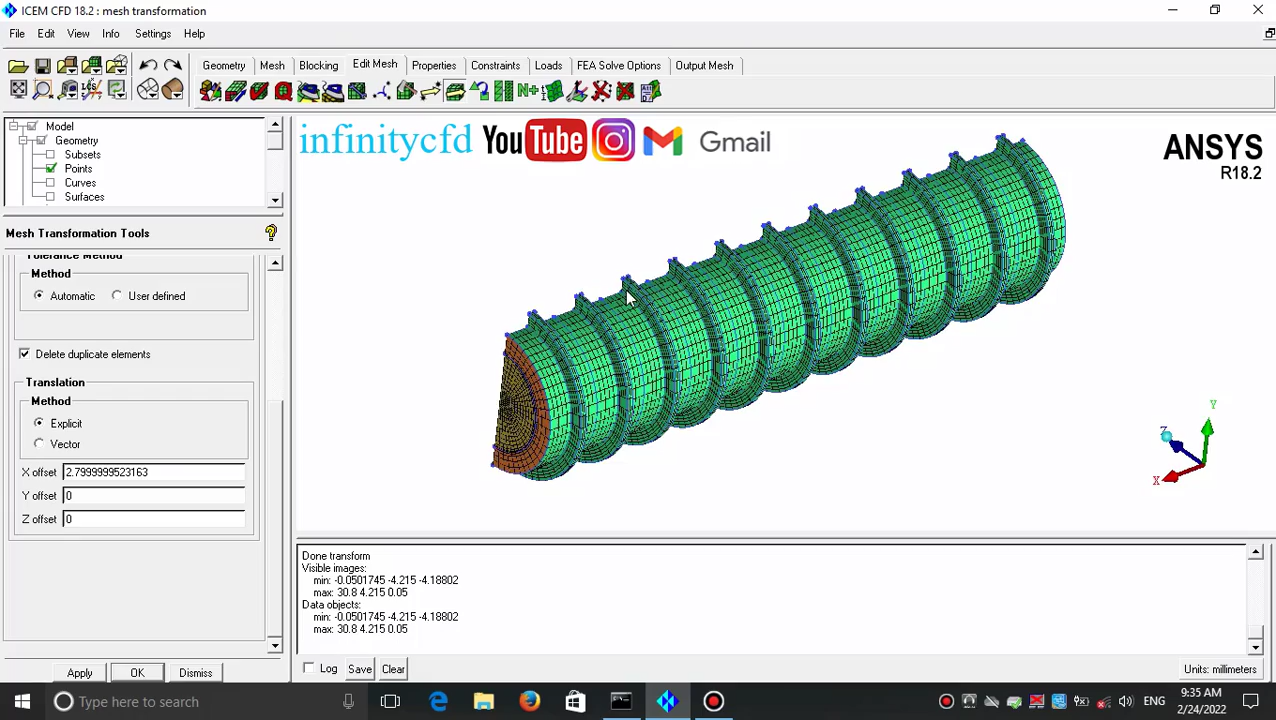 ICEM CFD 18.2 : mesh transformation
File Edit View Info Settings Help
Geometry Mesh Blocking Edit Mesh Properties Constraints Loads FEA Solve Options Output Mesh
Model
Geometry
Subsets
Points
Curves
Surfaces
infinitycfd YouTube Gmail
ANSYS
R18.2
Mesh Transformation Tools
Tolerance Method
Method
Automatic User defined
Delete duplicate elements
Translation
Method
Explicit
Vector
X offset 2.7999999523163
Y offset 0
Z offset 0
Apply OK Dismiss
Y
Z
X
Done transform
Visible images:
min: -0.0501745 -4.215 -4.18802
max: 30.8 4.215 0.05
Data objects:
min: -0.0501745 -4.215 -4.18802
max: 30.8 4.215 0.05
Log Save Clear
Units: millimeters
Type here to search
ENG
9:35 AM
2/24/2022